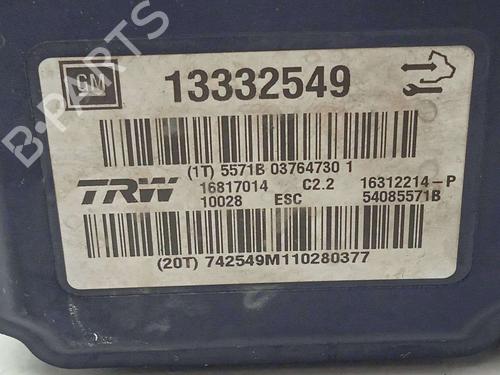 GM
13332549
(1T) 5571B 03764730 1
TRW
16817014 C2.2 16312214-P
10028 ESC 54085571B
(20T) 742549M110280377
B-PARTS